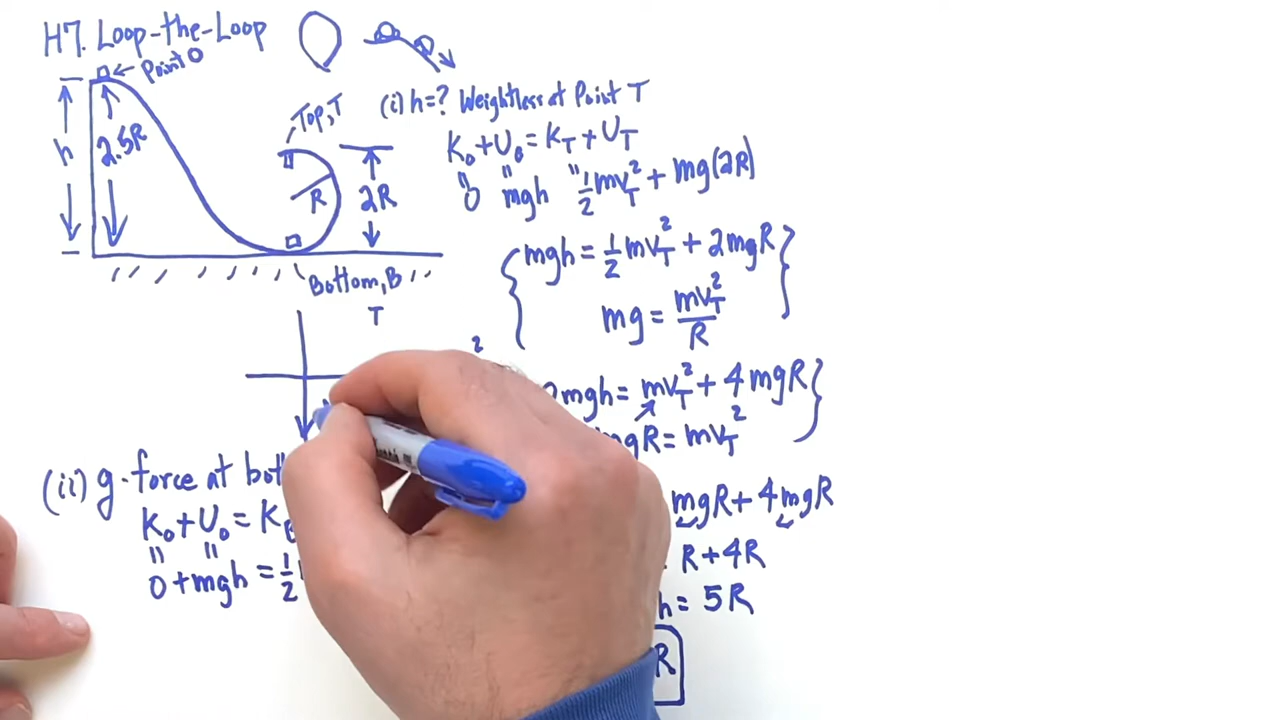 H7. Loop-the-Loop
Point O
h
2.5R
Top, T
R
2R
Bottom, B
T
2
(i) h=? Weightless at Point T
K₀+U₀=K_T+U_T
" " "
0 mgh ½mv_T²+mg(2R)
mgh=½mv_T²+2mgR
mg=mv_T²/R
mgh=mv_T²+4mgR
mgR=mv_T²
mgR+4mgR
R+4R
h=5R
R
(ii) g-force at
K₀+U₀=K
" "
0+mgh=½